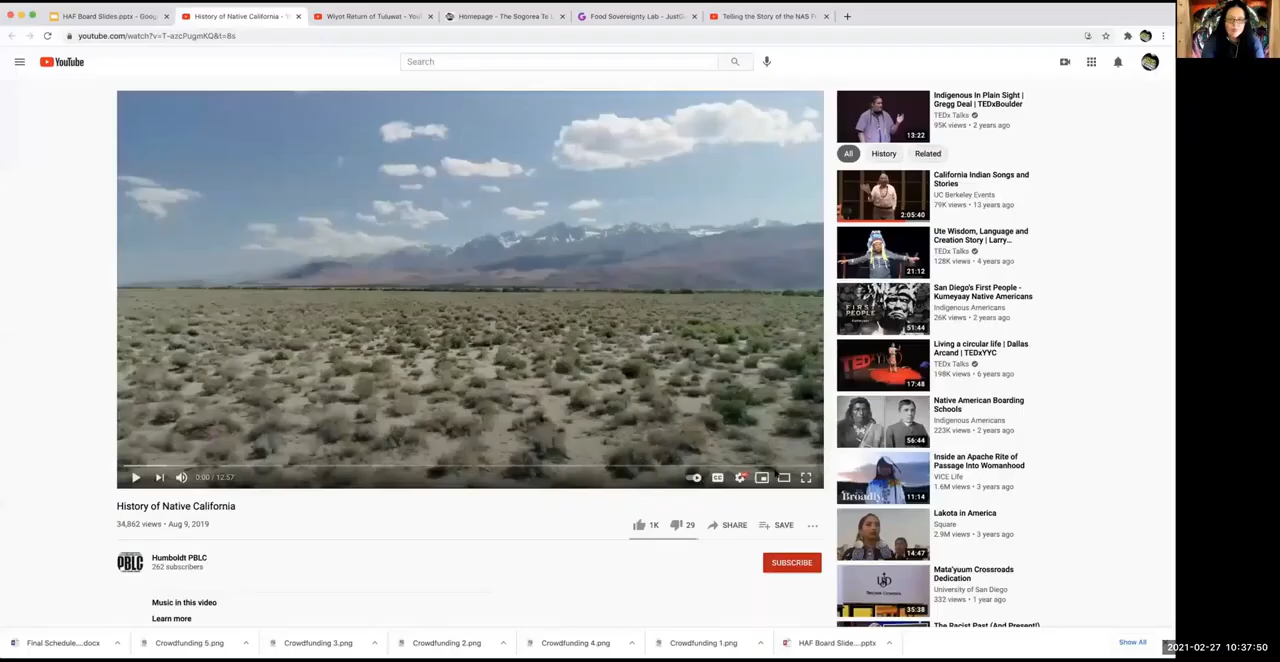 HAF Board Slides.pptx - Goog
History of Native California - 
Wiyot Return of Tuluwat - You
Homepage - The Sogorea Te L
Food Sovereignty Lab - JustG
Telling the Story of the NAS F
youtube.com/watch?v=T-azcPugmKQ&t=8s
YouTube
Search
Indigenous In Plain Sight |
Gregg Deal | TEDxBoulder
TEDx Talks
95K views • 2 years ago
13:22
All
History
Related
California Indian Songs and
Stories
UC Berkeley Events
79K views • 13 years ago
2:05:40
Ute Wisdom, Language and
Creation Story | Larry...
TEDx Talks
128K views • 4 years ago
21:12
San Diego's First People -
Kumeyaay Native Americans
Indigenous Americans
26K views • 2 years ago
FIRST
PEOPLE
51:44
Living a circular life | Dallas
Arcand | TEDxYYC
TEDx Talks
198K views • 6 years ago
TED
17:48
Native American Boarding
Schools
Indigenous Americans
223K views • 2 years ago
56:44
Inside an Apache Rite of
Passage Into Womanhood
VICE Life
1.6M views • 3 years ago
Broadly
11:14
Lakota in America
Square
2.9M views • 3 years ago
14:47
Mata'yuum Crossroads
Dedication
University of San Diego
332 views • 1 year ago
35:38
The Racist Past (And Present!)
0:00 / 12:57
CC
History of Native California
34,862 views • Aug 9, 2019
1K
29
SHARE
SAVE
PBLC
Humboldt PBLC
262 subscribers
SUBSCRIBE
Music in this video
Learn more
Final Schedule....docx
Crowdfunding 5.png
Crowdfunding 3.png
Crowdfunding 2.png
Crowdfunding 4.png
Crowdfunding 1.png
HAF Board Slide....pptx
Show All
2021-02-27 10:37:50